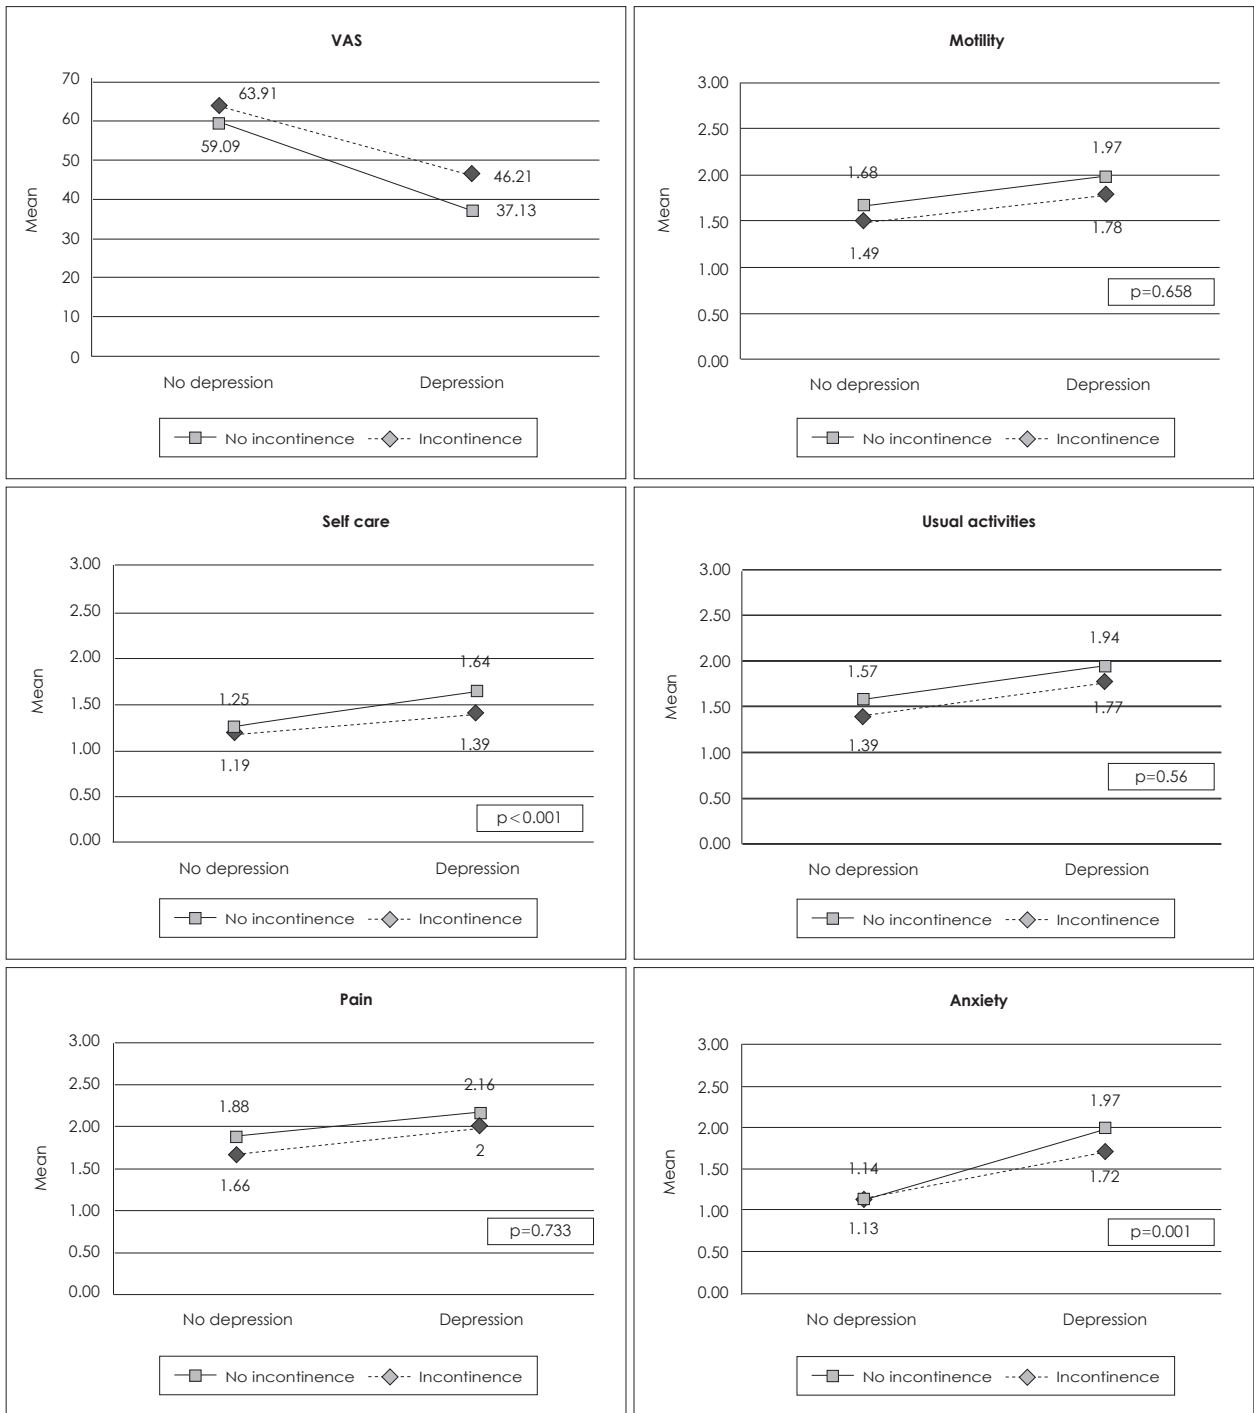 VAS
70
60
50
40
30
20
10
0
Mean
63.91
59.09
46.21
37.13
No depression
Depression
No incontinence
Incontinence
Motility
3.00
2.50
2.00
1.50
1.00
0.50
0.00
Mean
1.68
1.97
1.49
1.78
p=0.658
No depression
Depression
No incontinence
Incontinence
Self care
3.00
2.50
2.00
1.50
1.00
0.50
0.00
Mean
1.25
1.64
1.19
1.39
p<0.001
No depression
Depression
No incontinence
Incontinence
Usual activities
3.00
2.50
2.00
1.50
1.00
0.50
0.00
Mean
1.57
1.94
1.39
1.77
p=0.56
No depression
Depression
No incontinence
Incontinence
Pain
3.00
2.50
2.00
1.50
1.00
0.50
0.00
Mean
1.88
2.16
1.66
2
p=0.733
No depression
Depression
No incontinence
Incontinence
Anxiety
3.00
2.50
2.00
1.50
1.00
0.50
0.00
Mean
1.14
1.97
1.13
1.72
p=0.001
No depression
Depression
No incontinence
Incontinence